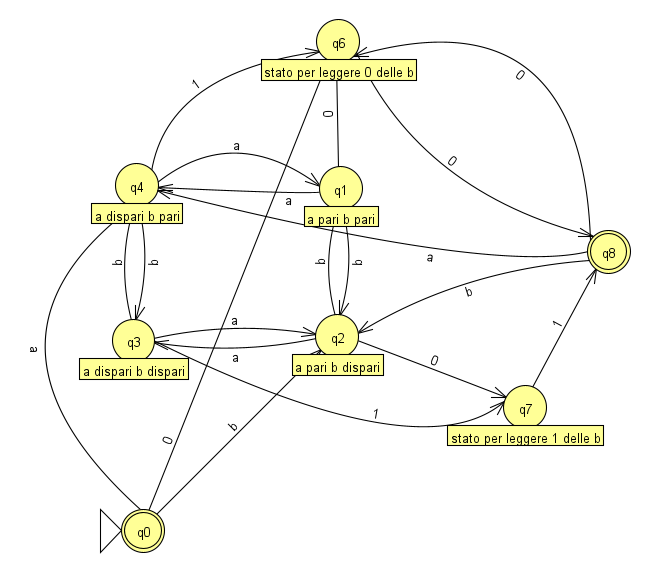 q6
stato per leggere 0 delle b
1
0
0
a
0
q4
a dispari b pari
a
q1
a pari b pari
q8
b
b
b
b
a
b
a
q3
a dispari b dispari
a
a
q2
a pari b dispari
0
1
a
1
q7
stato per leggere 1 delle b
0
b
q0